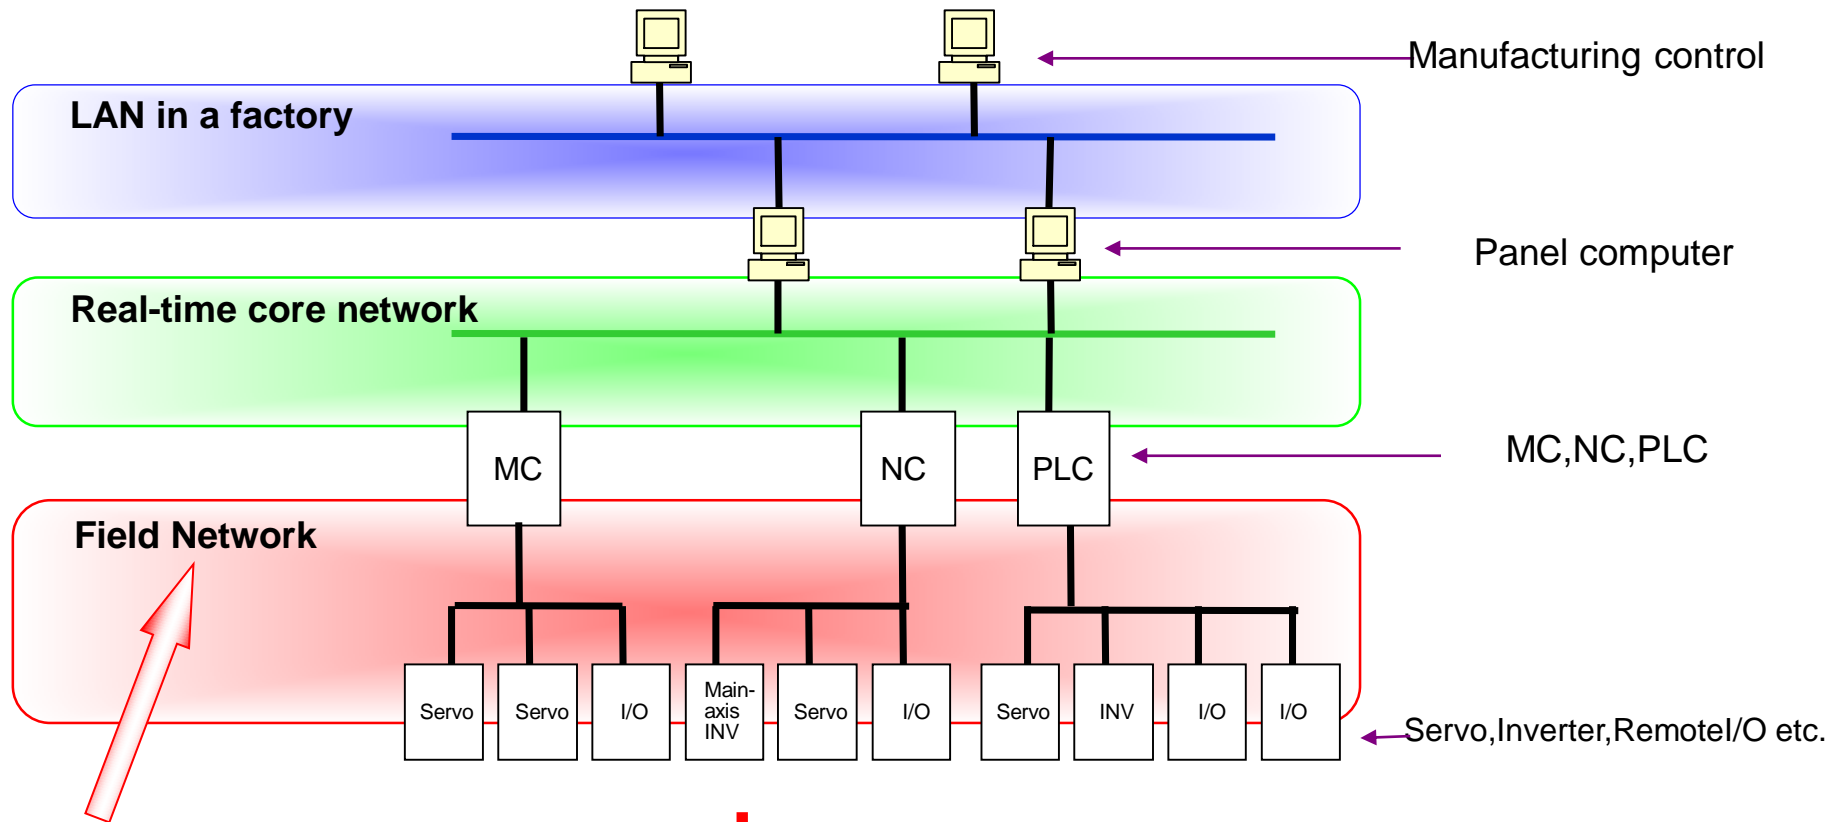 Manufacturing control
LAN in a factory
Panel computer
Real-time core network
MC
NC
PLC
MC,NC,PLC
Field Network
Servo
Servo
I/O
Main-
axis
INV
Servo
I/O
Servo
INV
I/O
I/O
Servo,Inverter,RemoteI/O etc.